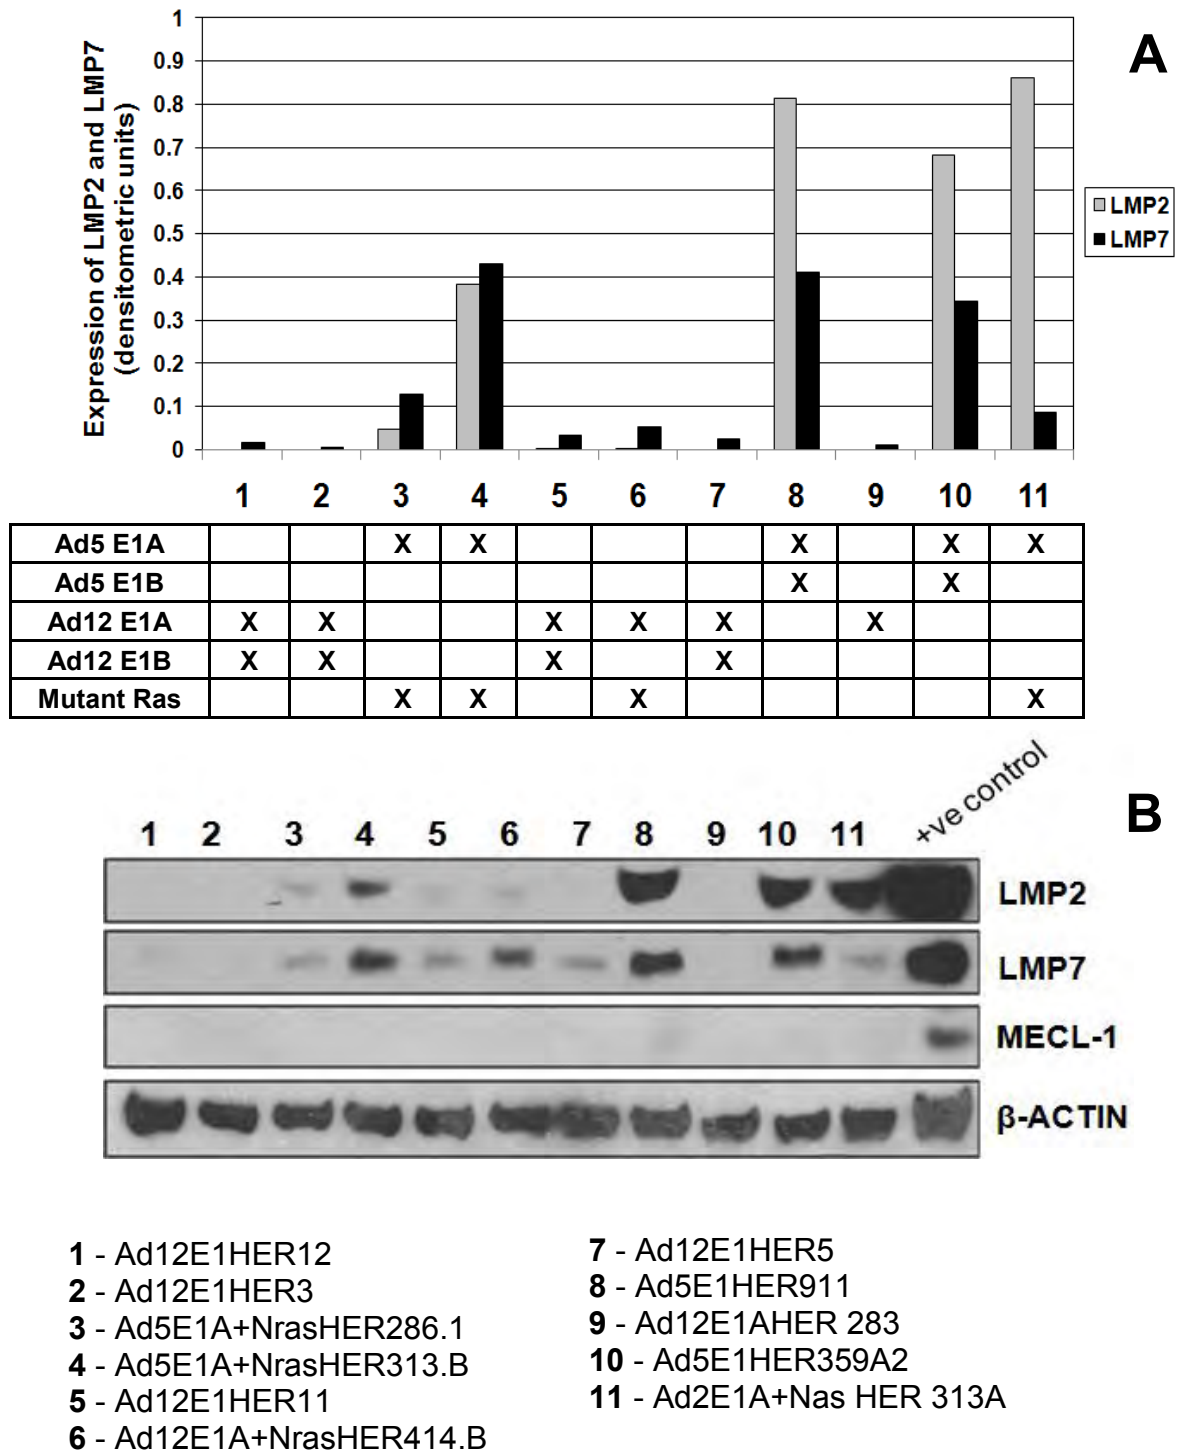 A
Expression of LMP2 and LMP7
(densitometric units)
1
0.9
0.8
0.7
0.6
0.5
0.4
0.3
0.2
0.1
0
LMP2
LMP7
1 2 3 4 5 6 7 8 9 10 11
Ad5 E1A X X X X X
Ad5 E1B X X
Ad12 E1A X X X X X X
Ad12 E1B X X X X
Mutant Ras X X X X
B
1 2 3 4 5 6 7 8 9 10 11 +ve control
LMP2
LMP7
MECL-1
β-ACTIN
1 - Ad12E1HER12
2 - Ad12E1HER3
3 - Ad5E1A+NrasHER286.1
4 - Ad5E1A+NrasHER313.B
5 - Ad12E1HER11
6 - Ad12E1A+NrasHER414.B
7 - Ad12E1HER5
8 - Ad5E1HER911
9 - Ad12E1AHER 283
10 - Ad5E1HER359A2
11 - Ad2E1A+Nas HER 313A